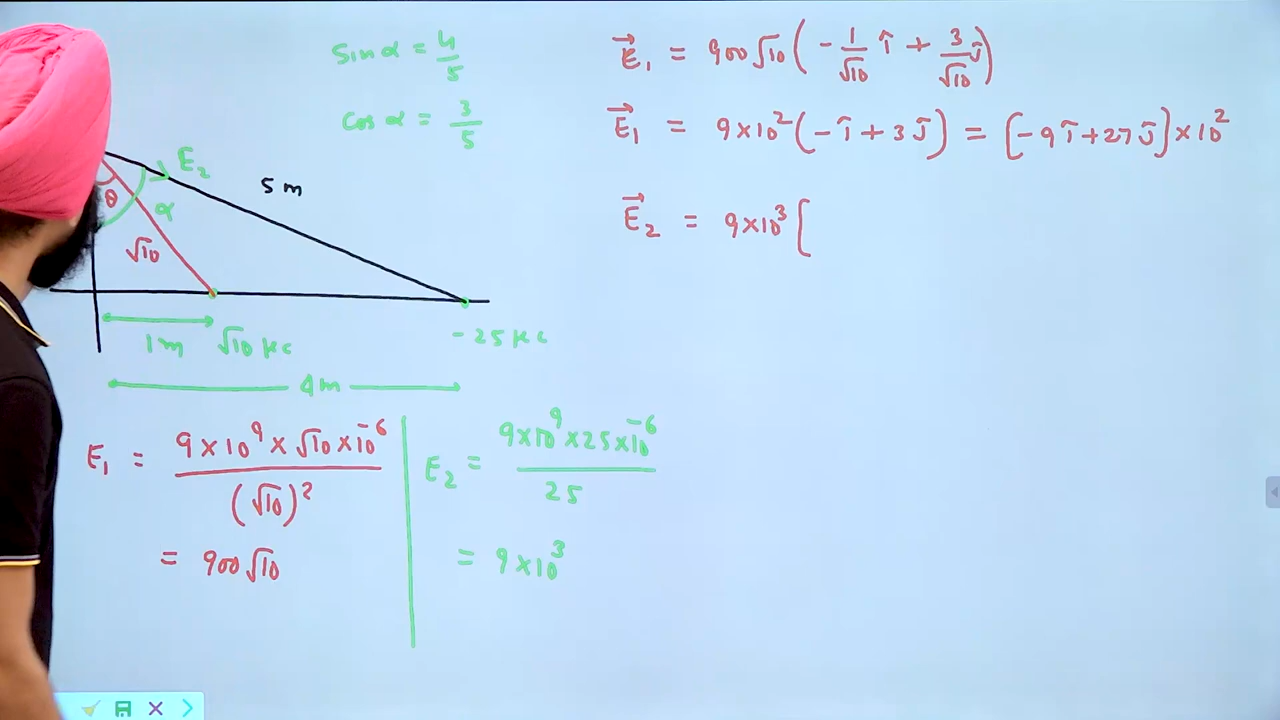 sin α = 4/5
cos α = 3/5
E₂
5 m
θ
α
√10
1m √10 μc
-25 μc
4m
E₁ = 9×10⁹×√10×10⁻⁶ / (√10)²
= 900√10
E₂ = 9×10⁹×25×10⁻⁶ / 25
= 9×10³
E⃗₁ = 900√10 (-1/√10 î + 3/√10 ĵ)
E⃗₁ = 9×10² (-î + 3ĵ) = [-9î + 27ĵ]×10²
E⃗₂ = 9×10³ [